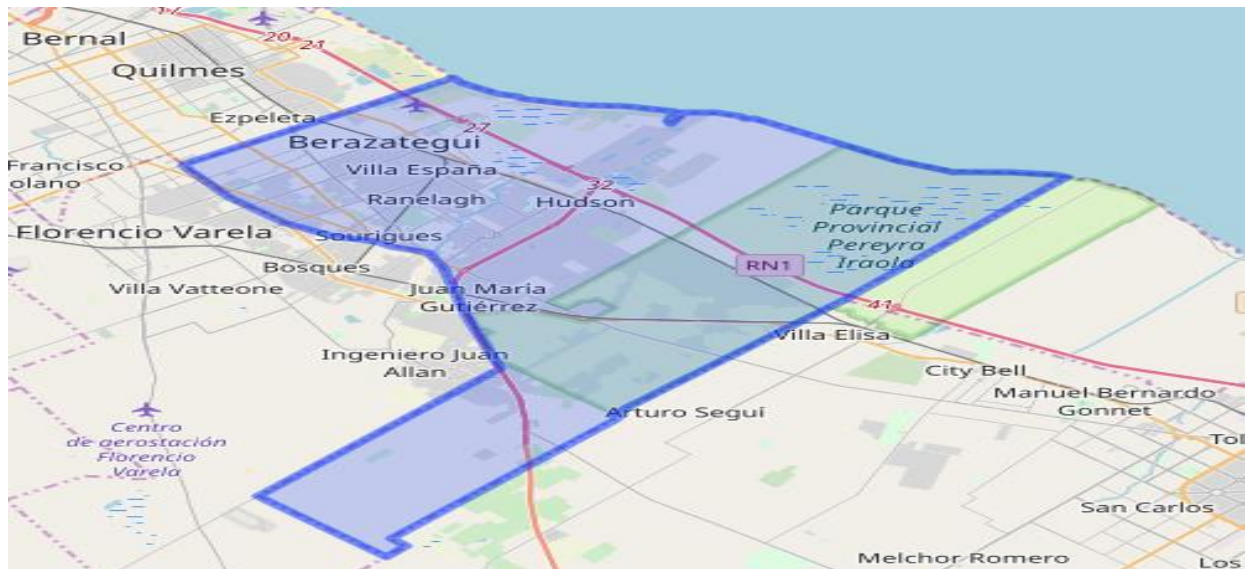 Bernal
20
21
Quilmes
Ezpeleta
27
Berazategui
Francisco
olano
Villa España
32
Ranelagh
Hudson
Parque
Provincial
Pereyra
Iraola
Florencio Varela
Sourigues
Bosques
RN1
Villa Vatteone
Juan María
Gutiérrez
41
Villa Elisa
Ingeniero Juan
Allan
City Bell
Manuel Bernardo
Gonnet
Arturo Seguí
Centro
de aerostación
Florencio
Varela
Tol
San Carlos
Melchor Romero
Los